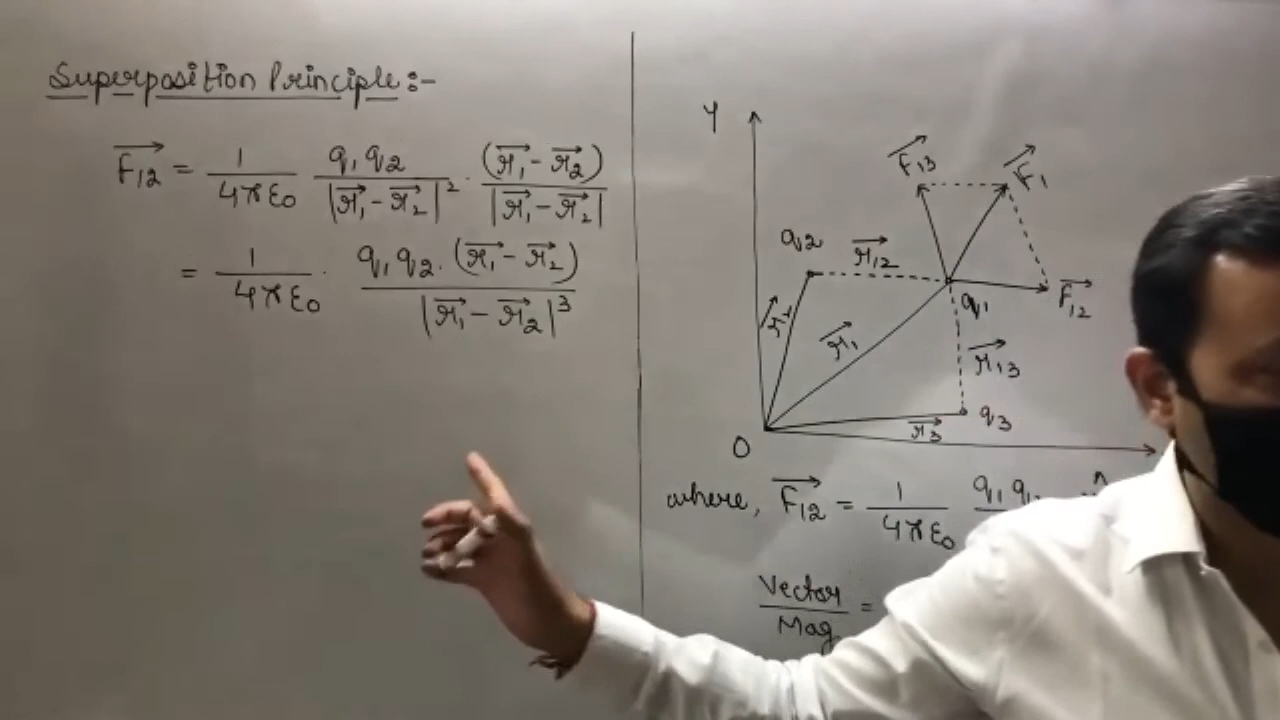 Superposition Principle :-
F₁₂→ = 1/4πε₀ q₁q₂/|r₁→ - r₂→|² · (r₁→ - r₂→)/|r₁→ - r₂→|
= 1/4πε₀ · q₁q₂ · (r₁→ - r₂→)/|r₁→ - r₂→|³
Y
F₁₃→
F₁→
q₂
r₁₂→
F₁₂→
q₁
r₂→
r₁→
r₁₃→
q₃
r₃→
O
where, F₁₂→ = 1/4πε₀ q₁q
Vector/Mag. =